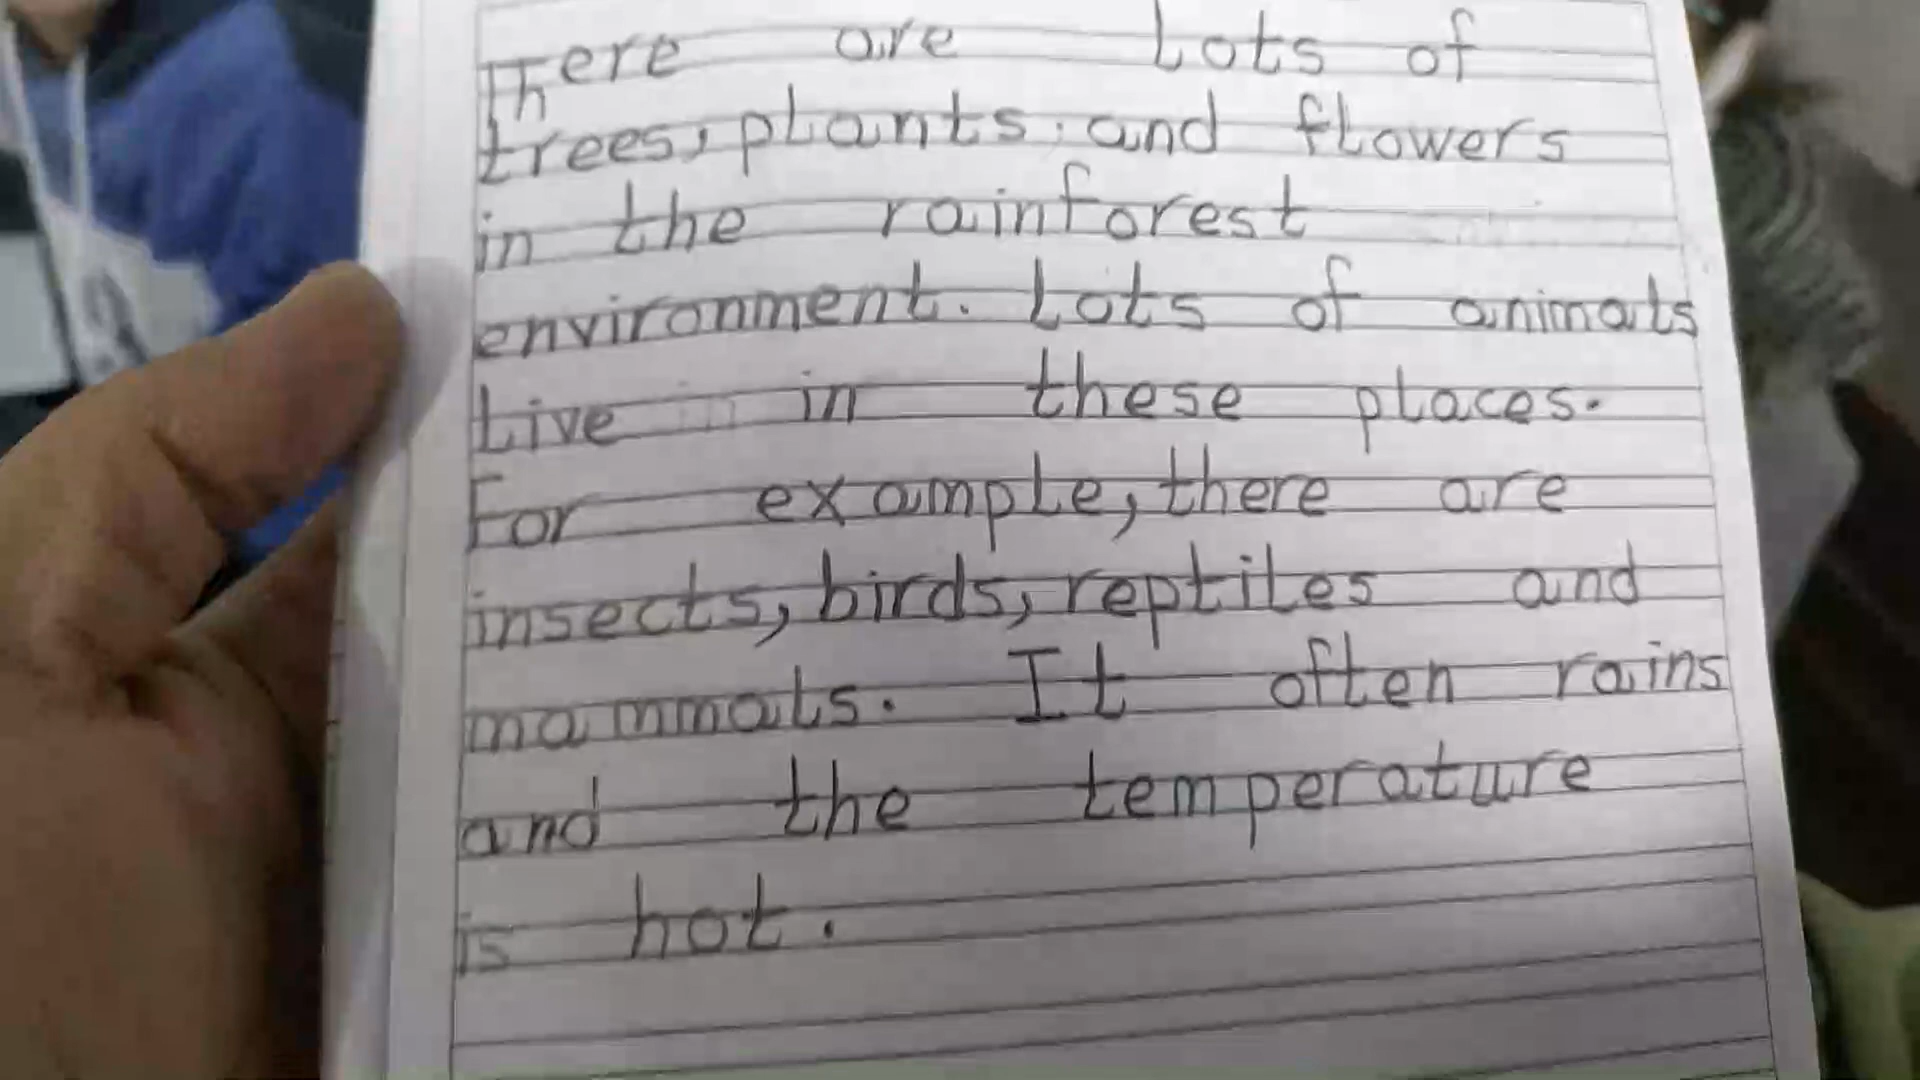 There are Lots of
trees, plants, and flowers
in the rainforest
environment. Lots of animals
Live in these places.
For example, there are
insects, birds, reptiles and
mammals. It often rains
and the temperature
is hot.